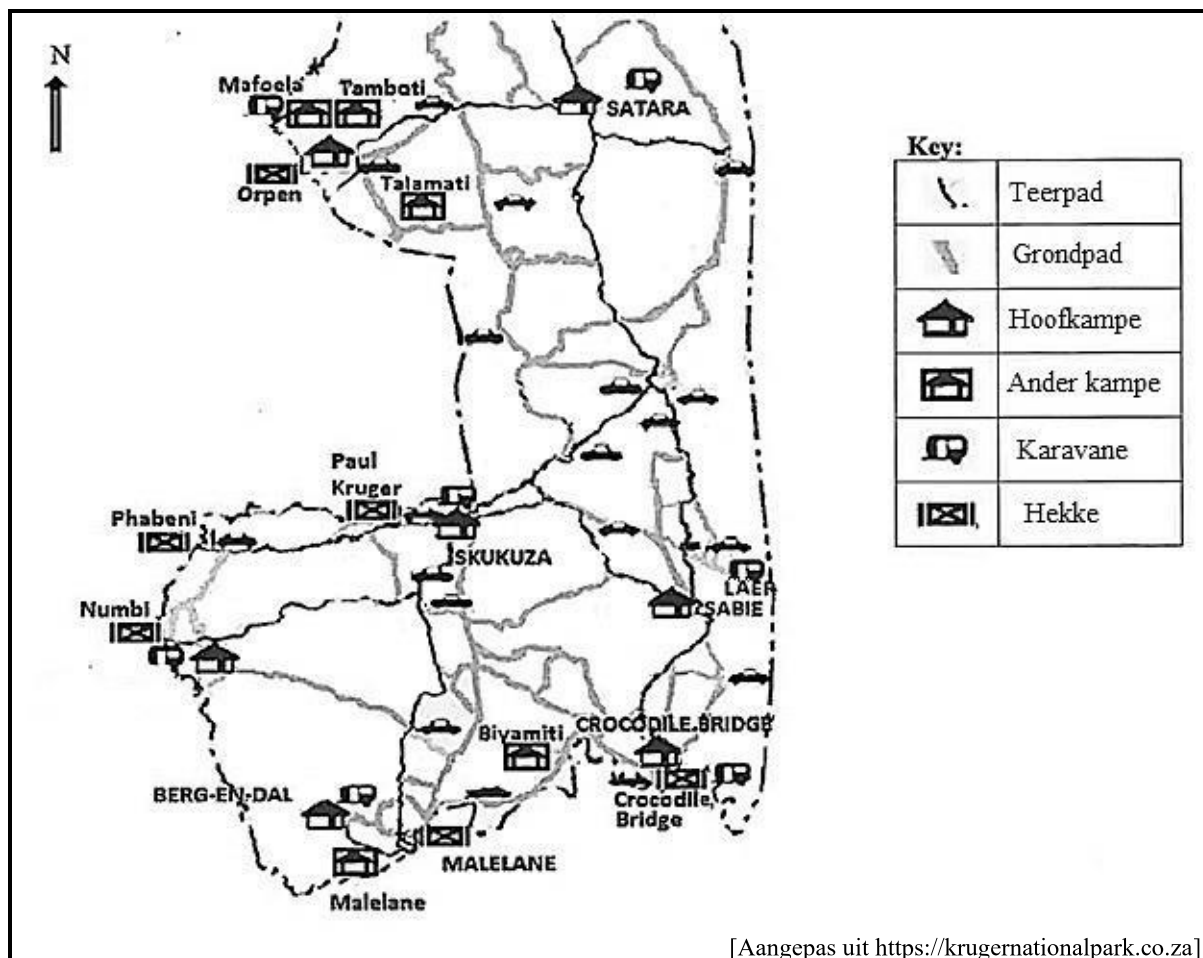 N
Mafoela
Tamboti
SATARA
Orpen
Talamati
Key:
Teerpad
Grondpad
Hoofkampe
Ander kampe
Karavane
Hekke
Paul
Kruger
Phabeni
SKUKUZA
LAER
SABIE
Numbi
Biyamiti
CROCODILE BRIDGE
BERG-EN-DAL
Crocodile
Bridge
MALELANE
Malelane
[Aangepas uit https://krugernationalpark.co.za]